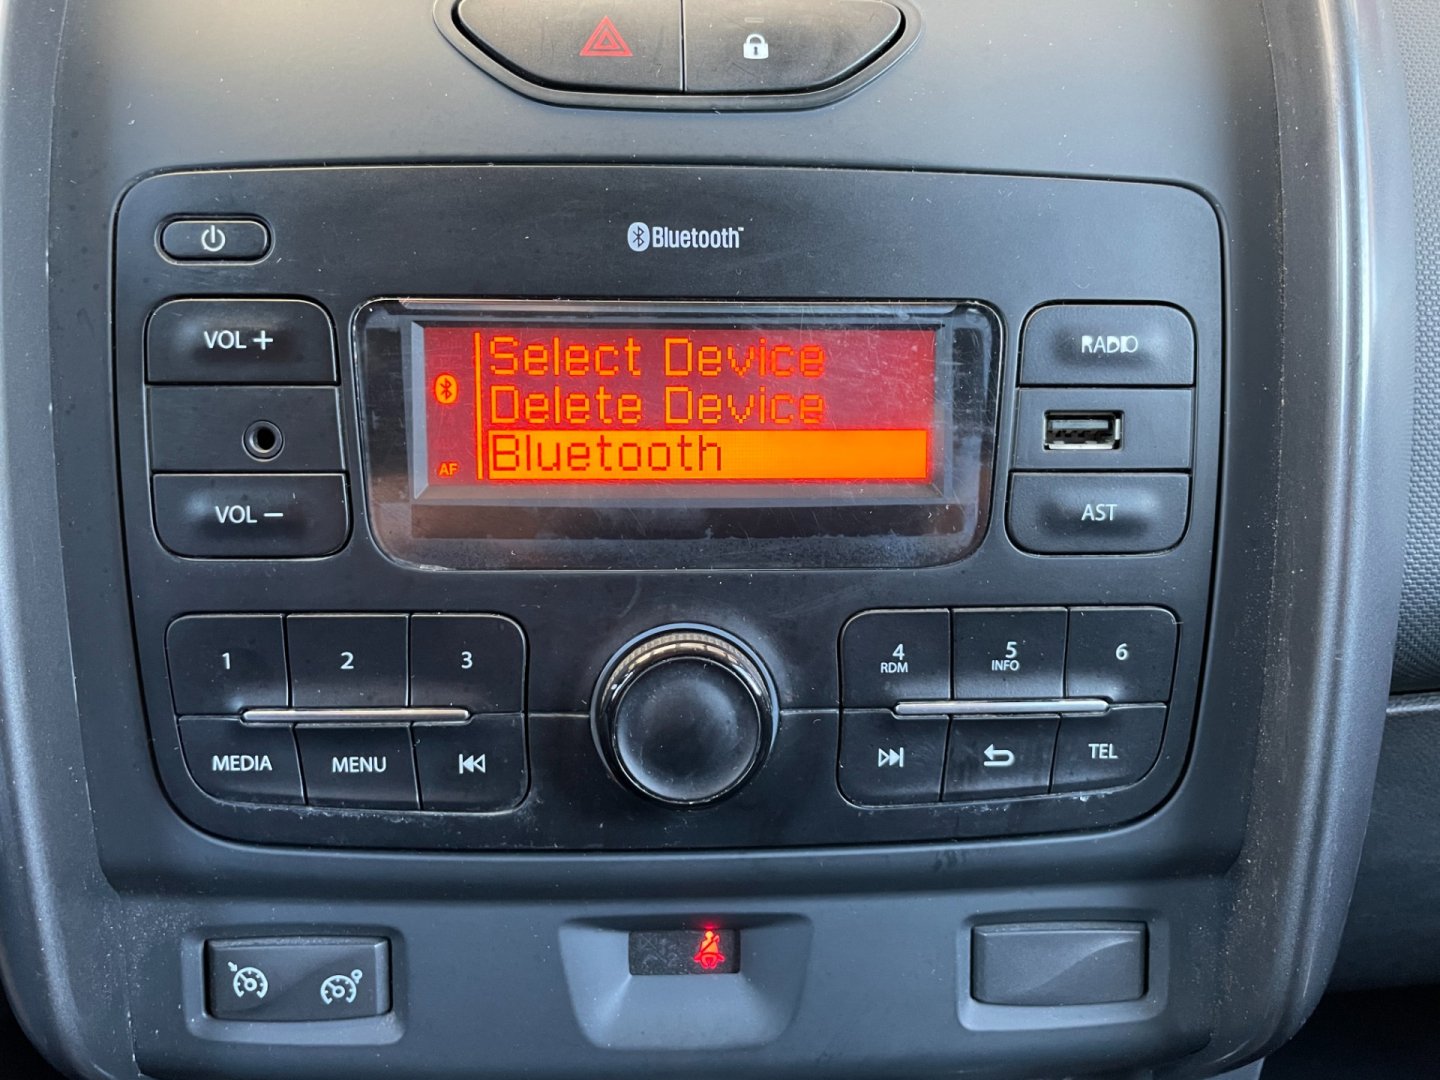 Bluetooth™
VOL +
Select Device
Delete Device
Bluetooth
AF
RADIO
VOL −
AST
1
2
3
4
RDM
5
INFO
6
MEDIA
MENU
TEL